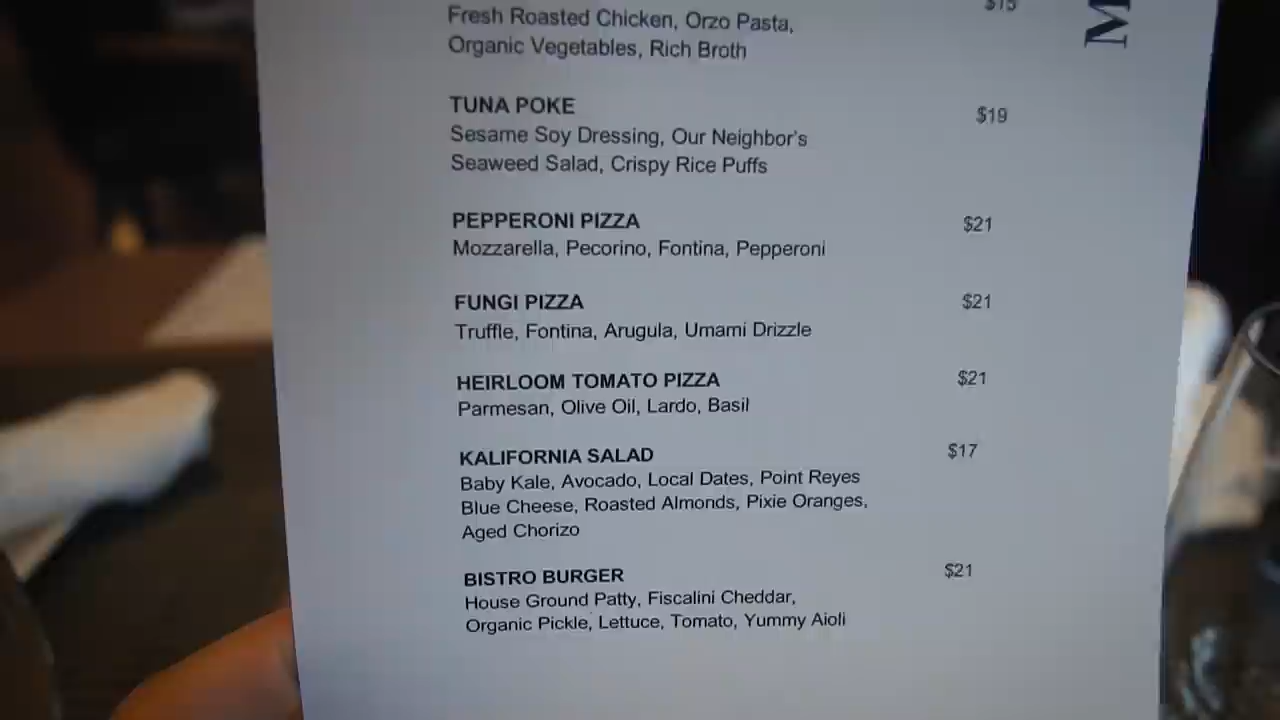 $15
Fresh Roasted Chicken, Orzo Pasta,
Organic Vegetables, Rich Broth
M
TUNA POKE $19
Sesame Soy Dressing, Our Neighbor's
Seaweed Salad, Crispy Rice Puffs
PEPPERONI PIZZA $21
Mozzarella, Pecorino, Fontina, Pepperoni
FUNGI PIZZA $21
Truffle, Fontina, Arugula, Umami Drizzle
HEIRLOOM TOMATO PIZZA $21
Parmesan, Olive Oil, Lardo, Basil
KALIFORNIA SALAD $17
Baby Kale, Avocado, Local Dates, Point Reyes
Blue Cheese, Roasted Almonds, Pixie Oranges,
Aged Chorizo
BISTRO BURGER $21
House Ground Patty, Fiscalini Cheddar,
Organic Pickle, Lettuce, Tomato, Yummy Aioli